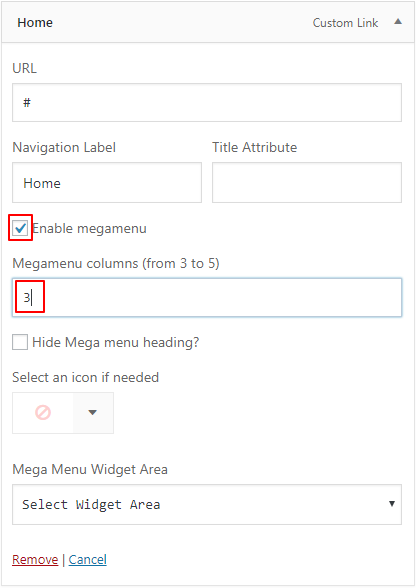 Home Custom Link
URL
#
Navigation Label Title Attribute
Home
Enable megamenu
Megamenu columns (from 3 to 5)
3
Hide Mega menu heading?
Select an icon if needed
Mega Menu Widget Area
Select Widget Area
Remove | Cancel